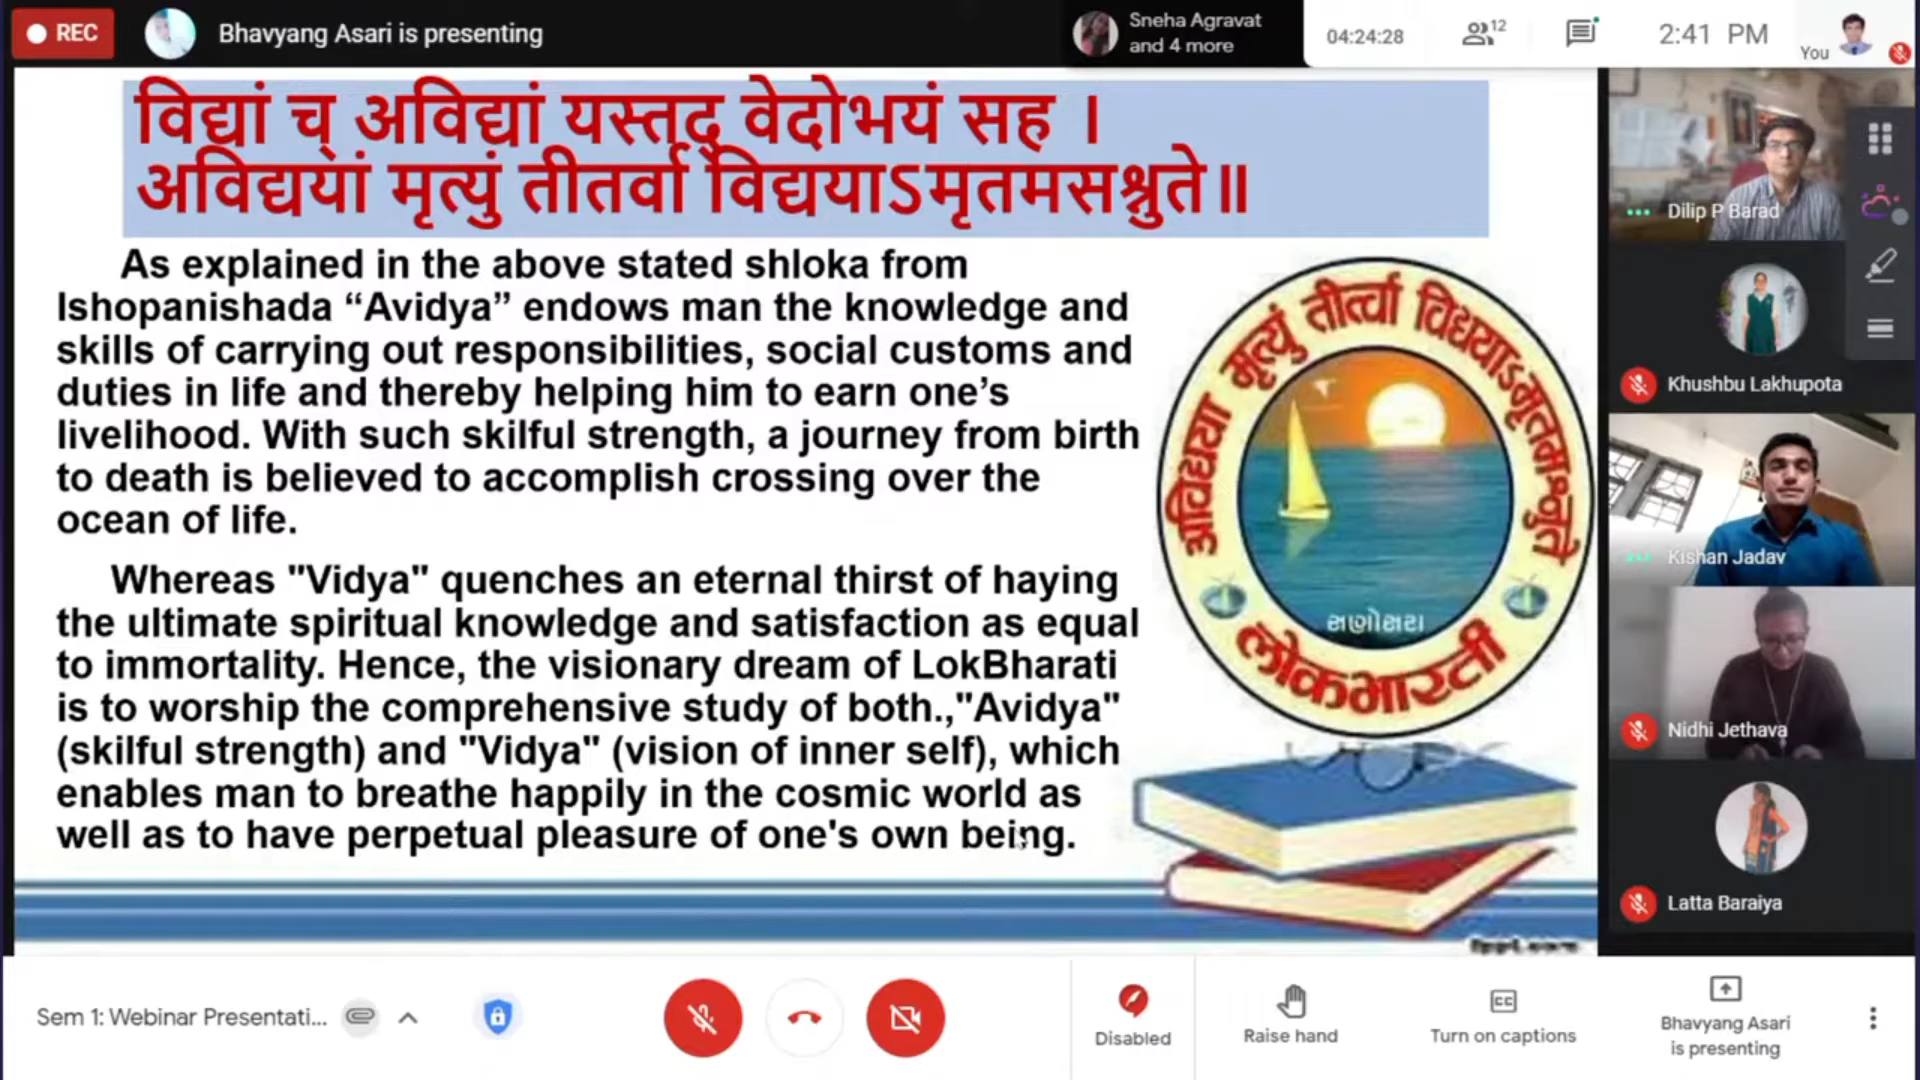 REC
Bhavyang Asari is presenting
Sneha Agravat
and 4 more
04:24:28
12
2:41 PM
You
विद्यां च् अविद्यां यस्तद् वेदोभयं सह ।
अविद्ययां मृत्युं तीतर्वा विद्ययाऽमृतमसश्नुते॥
As explained in the above stated shloka from
Ishopanishada “Avidya” endows man the knowledge and
skills of carrying out responsibilities, social customs and
duties in life and thereby helping him to earn one’s
livelihood. With such skilful strength, a journey from birth
to death is believed to accomplish crossing over the
ocean of life.
Whereas "Vidya" quenches an eternal thirst of haying
the ultimate spiritual knowledge and satisfaction as equal
to immortality. Hence, the visionary dream of LokBharati
is to worship the comprehensive study of both.,"Avidya"
(skilful strength) and "Vidya" (vision of inner self), which
enables man to breathe happily in the cosmic world as
well as to have perpetual pleasure of one's own being.
अविद्यया मृत्युं तीर्त्वा विद्ययाऽमृतमश्नुते
સણોસરા
लोकभारती
Dilip P Barad
Khushbu Lakhupota
Kishan Jadav
Nidhi Jethava
Latta Baraiya
Sem 1: Webinar Presentati...
Disabled
Raise hand
CC
Turn on captions
Bhavyang Asari
is presenting